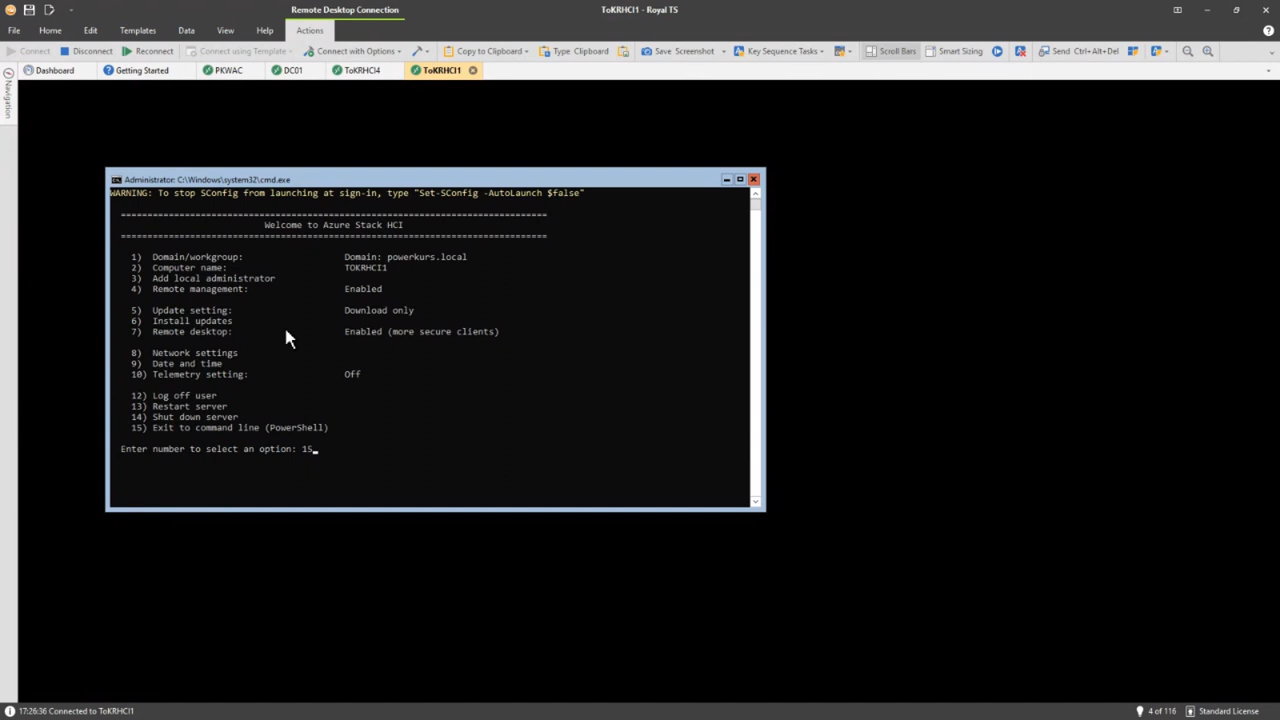 Remote Desktop Connection
ToKRHCI1 - Royal TS
File Home Edit Templates Data View Help Actions
Connect Disconnect Reconnect Connect using Template Connect with Options Copy to Clipboard Type Clipboard Save Screenshot Key Sequence Tasks Scroll Bars Smart Sizing Send Ctrl+Alt+Del
Dashboard Getting Started PKWAC DC01 ToKRHCI4 ToKRHCI1
Navigation
Administrator: C:\Windows\system32\cmd.exe
WARNING: To stop SConfig from launching at sign-in, type "Set-SConfig -AutoLaunch $false"
================================================================================
Welcome to Azure Stack HCI
================================================================================
1) Domain/workgroup: Domain: powerkurs.local
2) Computer name: TOKRHCI1
3) Add local administrator
4) Remote management: Enabled
5) Update setting: Download only
6) Install updates
7) Remote desktop: Enabled (more secure clients)
8) Network settings
9) Date and time
10) Telemetry setting: Off
12) Log off user
13) Restart server
14) Shut down server
15) Exit to command line (PowerShell)
Enter number to select an option: 15_
17:26:36 Connected to ToKRHCI1
4 of 116 Standard License